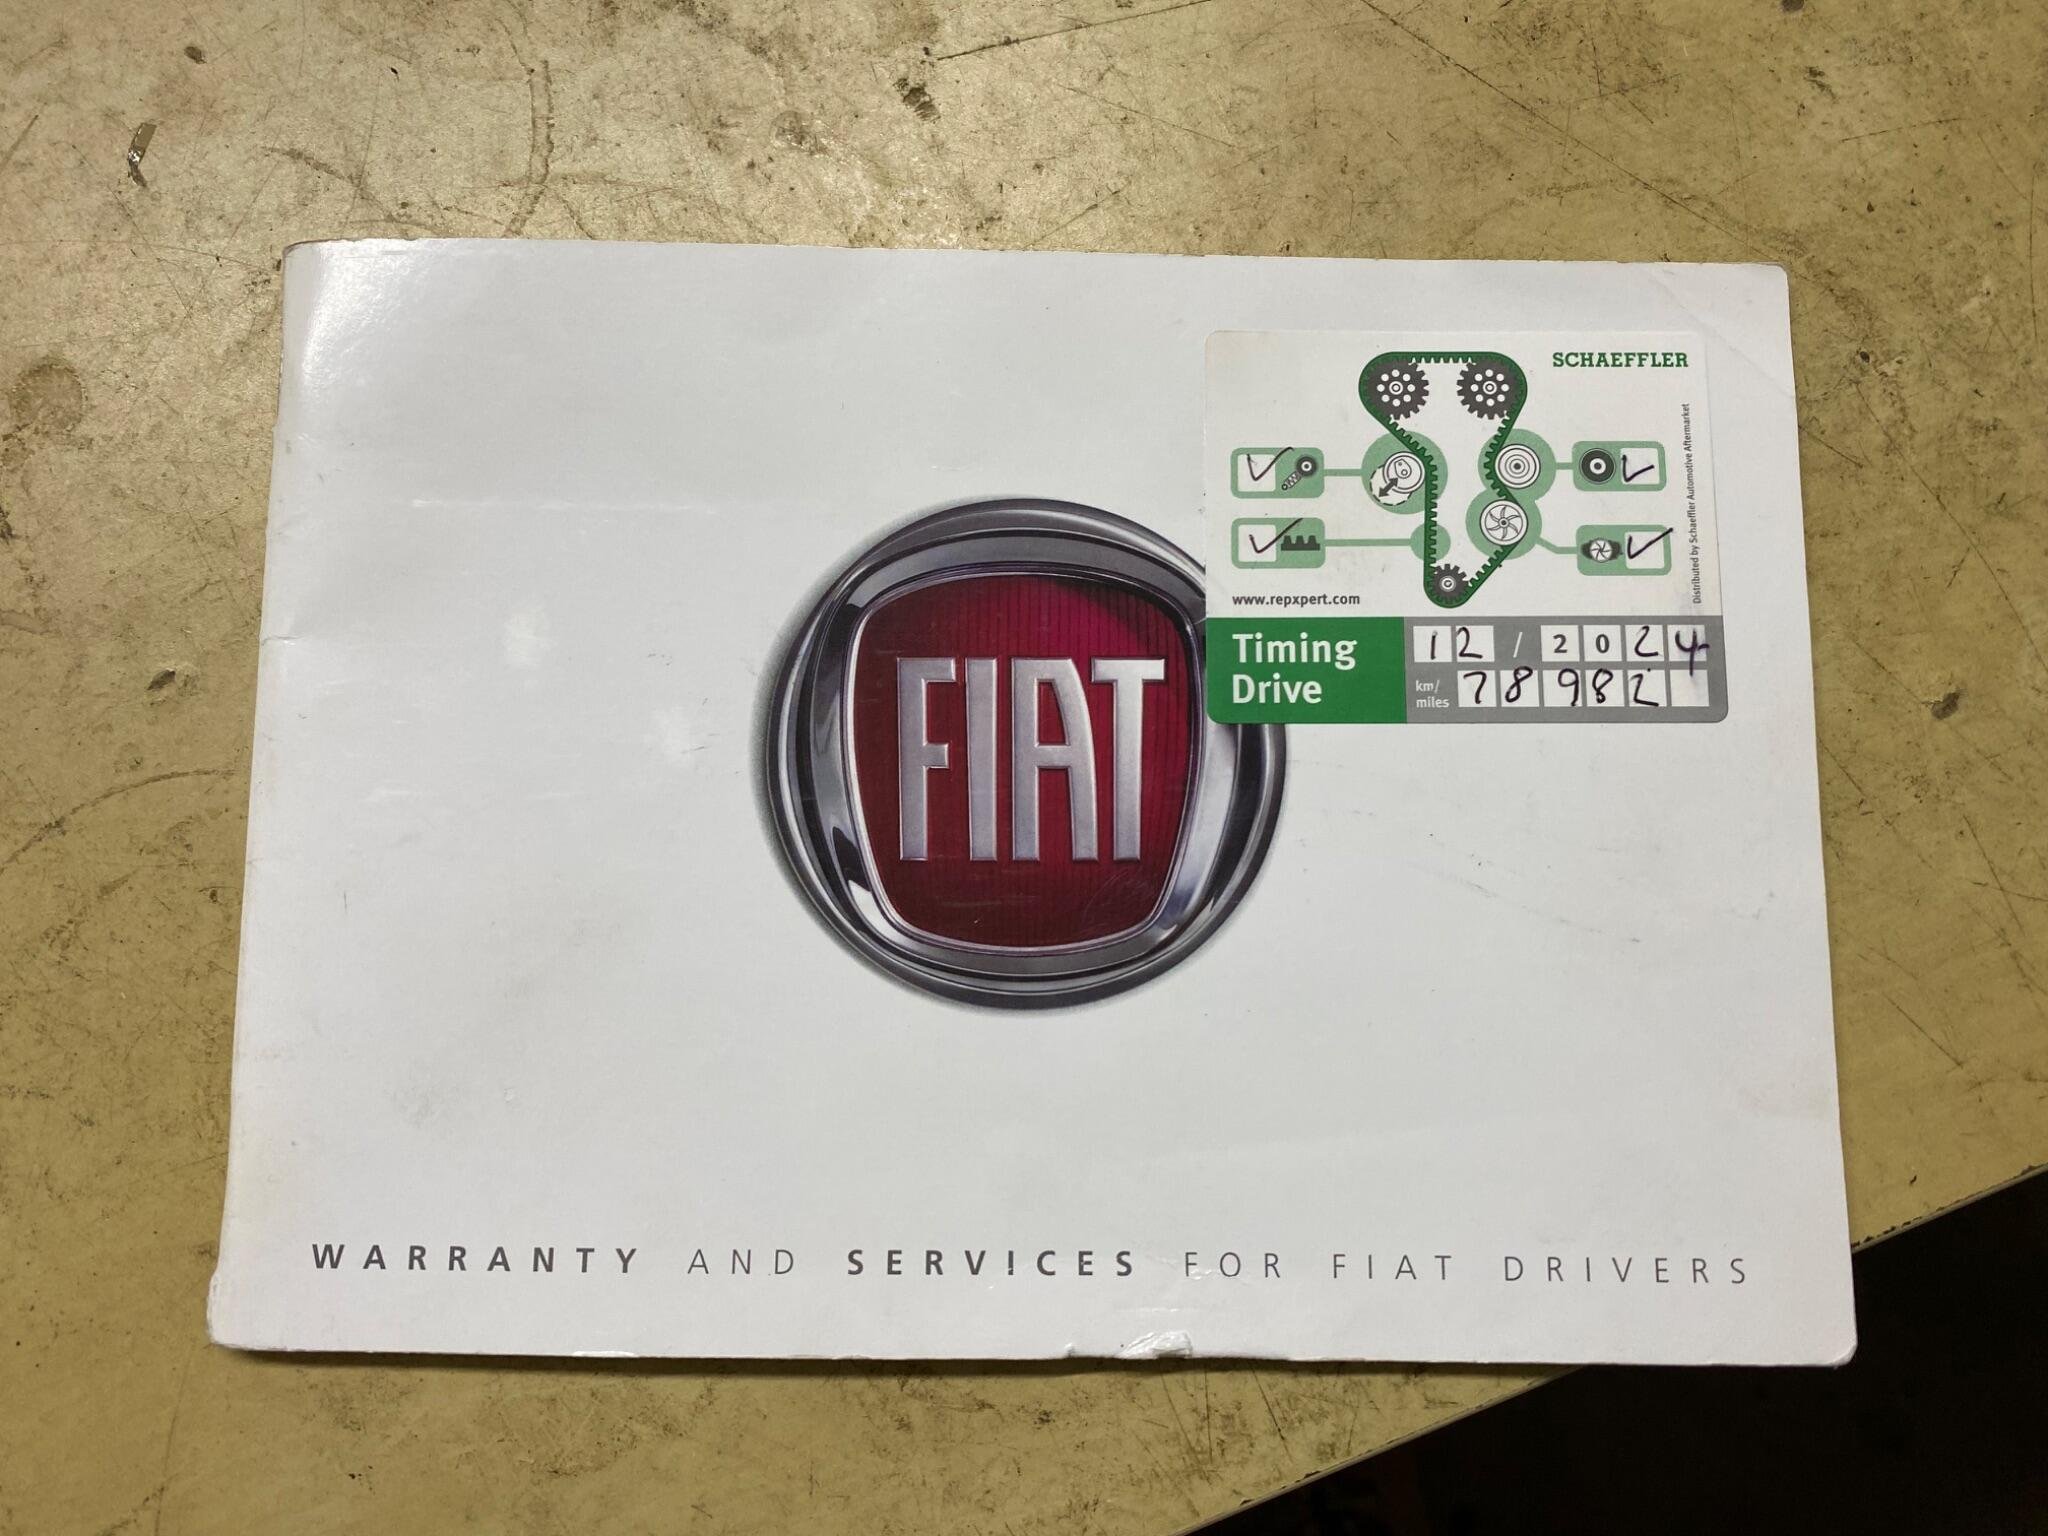 SCHAEFFLER
Distributed by Schaeffler Automotive Aftermarket
www.repxpert.com
Timing
Drive
12 / 2024
km/
miles
78982
FIAT
WARRANTY AND SERVICES FOR FIAT DRIVERS